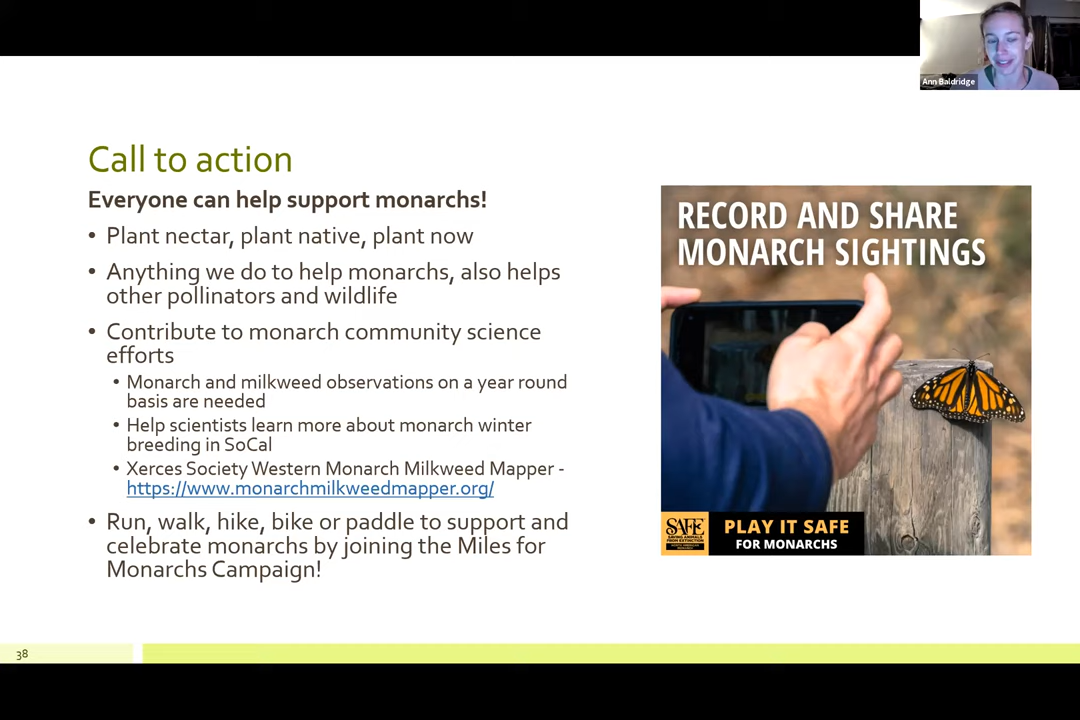 Ann Baldridge
Call to action
Everyone can help support monarchs!
• Plant nectar, plant native, plant now
• Anything we do to help monarchs, also helps
other pollinators and wildlife
• Contribute to monarch community science
efforts
• Monarch and milkweed observations on a year round
basis are needed
• Help scientists learn more about monarch winter
breeding in SoCal
• Xerces Society Western Monarch Milkweed Mapper -
https://www.monarchmilkweedmapper.org/
• Run, walk, hike, bike or paddle to support and
celebrate monarchs by joining the Miles for
Monarchs Campaign!
RECORD AND SHARE
MONARCH SIGHTINGS
SAFE
SAVING ANIMALS
FROM EXTINCTION
PLAY IT SAFE
FOR MONARCHS
38